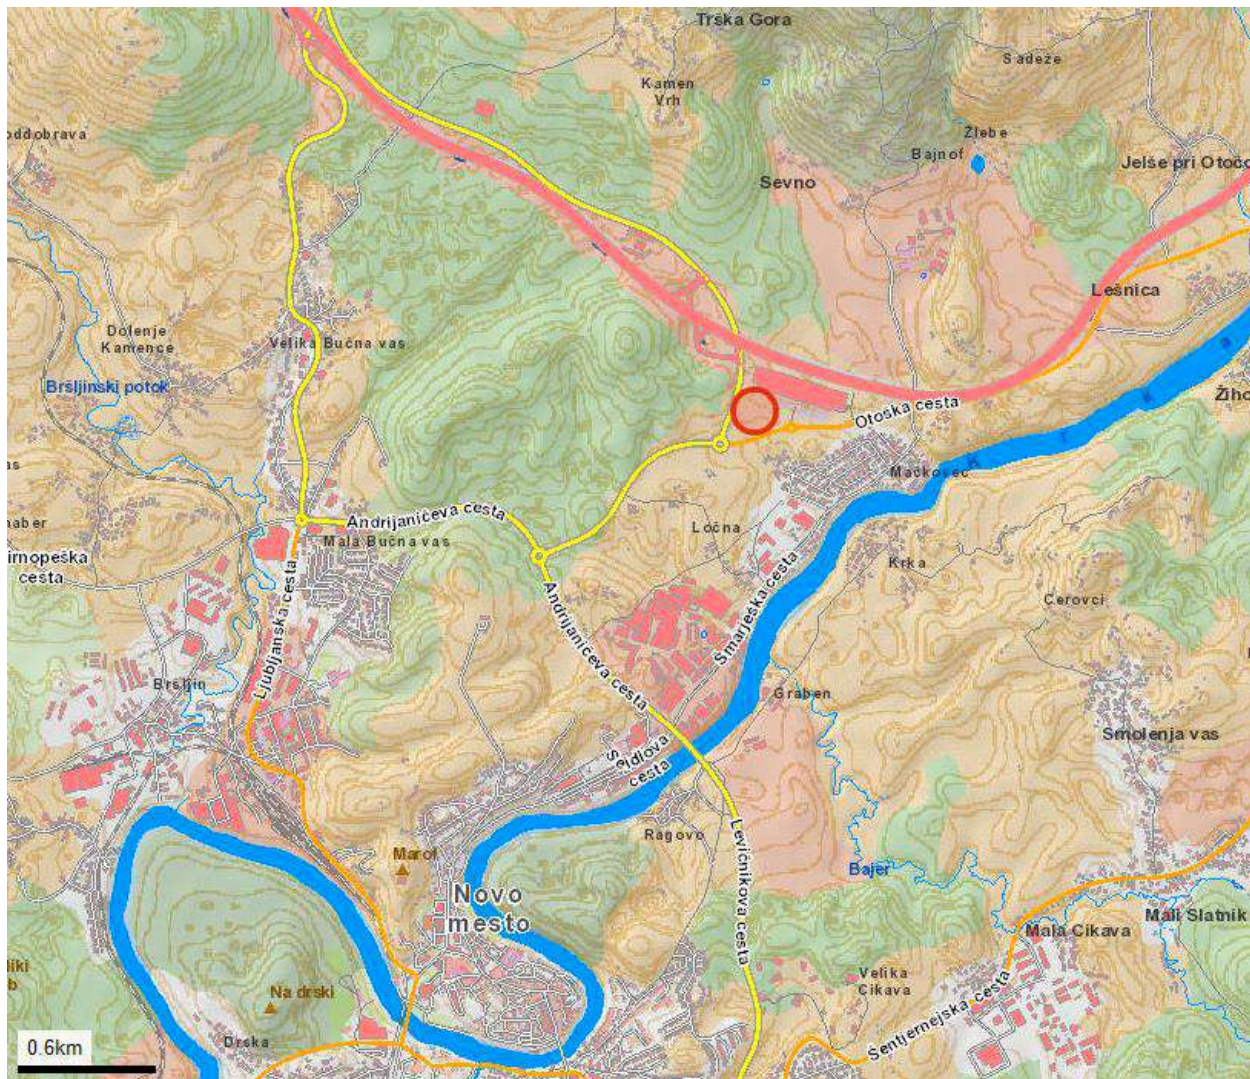 Trška Gora
Sadeže
Kamen
Vrh
oddobrava
Žlebe
Bajnof
Jelše pri Otočc
Sevno
Lešnica
Dolenje
Kamence
Velika Bučna vas
Bršljinski potok
Žiho
Otoška cesta
Mačkovec
K
r
K
a
Andrijaničeva cesta
Ločna
naber
Mala Bučna vas
irnopeška
cesta
Krka
Cerovci
Ljubljanska cesta
Andrijaničeva cesta
Šmarješka cesta
Bršljin
Graben
Smolenja vas
Seidlova
cesta
Ragovo
Levičnikova cesta
Marof
Bajer
Novo
mesto
Mali Slatnik
Mala Cikava
Velika
Cikava
Na drski
Šentjernejska cesta
Drska
0.6km